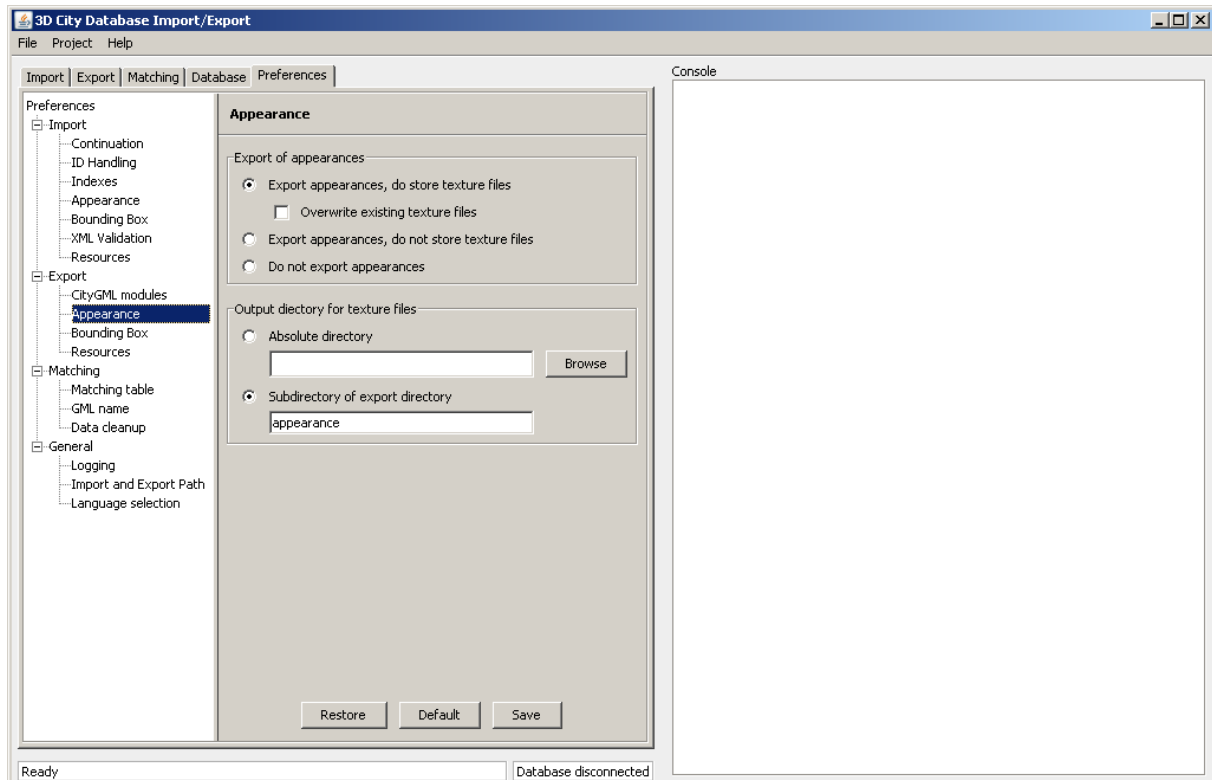 3D City Database Import/Export
File Project Help
Import Export Matching Database Preferences
Console
Preferences
Import
Continuation
ID Handling
Indexes
Appearance
Bounding Box
XML Validation
Resources
Export
CityGML modules
Appearance
Bounding Box
Resources
Matching
Matching table
GML name
Data cleanup
General
Logging
Import and Export Path
Language selection
Appearance
Export of appearances
Export appearances, do store texture files
Overwrite existing texture files
Export appearances, do not store texture files
Do not export appearances
Output diectory for texture files
Absolute directory
Browse
Subdirectory of export directory
appearance
Restore Default Save
Ready
Database disconnected